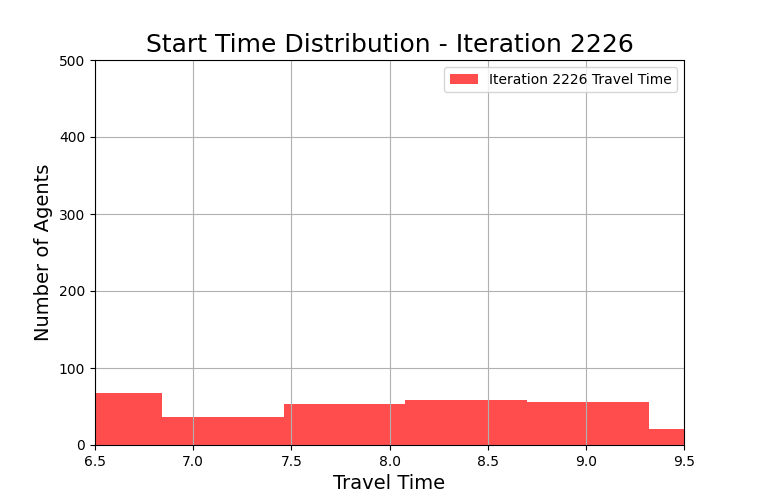 Start Time Distribution - Iteration 2226
Iteration 2226 Travel Time
Number of Agents
500
400
300
200
100
0
6.5 7.0 7.5 8.0 8.5 9.0 9.5
Travel Time